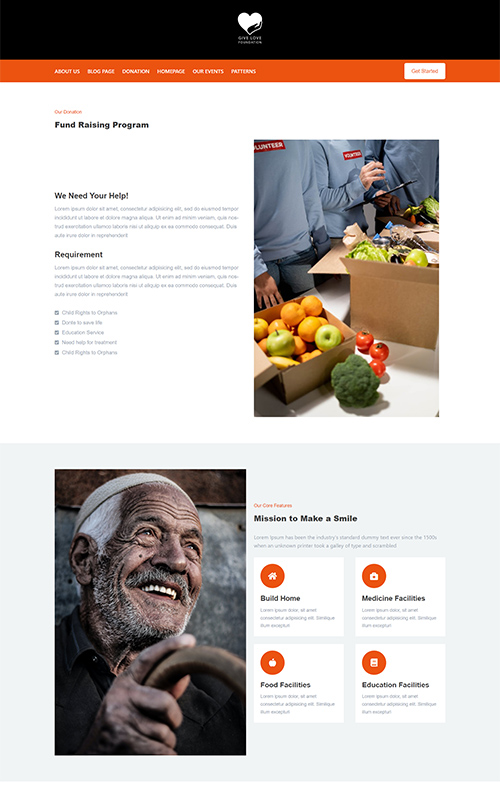 GIVE LOVE
FOUNDATION
ABOUT US BLOG PAGE DONATION HOMEPAGE OUR EVENTS PATTERNS
Get Started
Our Donation
Fund Raising Program
VOLUNTEER
VOLUNTEER
We Need Your Help!
Lorem ipsum dolor sit amet, consectetur adipiscing elit, sed do eiusmod tempor
incididunt ut labore et dolore magna aliqua. Ut enim ad minim veniam, quis nos-
trud exercitation ullamco laboris nisi ut aliquip ex ea commodo consequat. Duis
aute irure dolor in reprehenderit
Requirement
Lorem ipsum dolor sit amet, consectetur adipiscing elit, sed do eiusmod tempor
incididunt ut labore et dolore magna aliqua. Ut enim ad minim veniam, quis nos-
trud exercitation ullamco laboris nisi ut aliquip ex ea commodo consequat. Duis
aute irure dolor in reprehenderit
Child Rights to Orphans
Donte to save life
Education Service
Need help for treatment
Child Rights to Orphans
Our Core Features
Mission to Make a Smile
Lorem Ipsum has been the industry's standard dummy text ever since the 1500s
when an unknown printer took a galley of type and scrambled
Build Home
Lorem ipsum dolor, sit amet
consectetur adipisicing elit. Similique
illum excepturi
Medicine Facilities
Lorem ipsum dolor, sit amet
consectetur adipisicing elit. Similique
illum excepturi
Food Facilities
Lorem ipsum dolor, sit amet
consectetur adipisicing elit. Similique
illum excepturi
Education Facilities
Lorem ipsum dolor, sit amet
consectetur adipisicing elit. Similique
illum excepturi